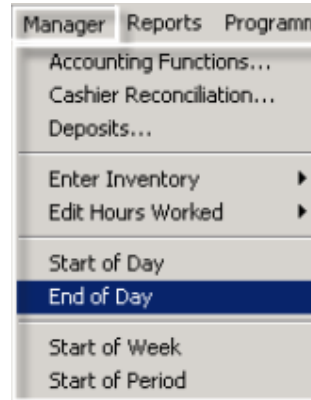 Manager Reports Programm
Accounting Functions...
Cashier Reconciliation...
Deposits...
Enter Inventory
Edit Hours Worked
Start of Day
End of Day
Start of Week
Start of Period